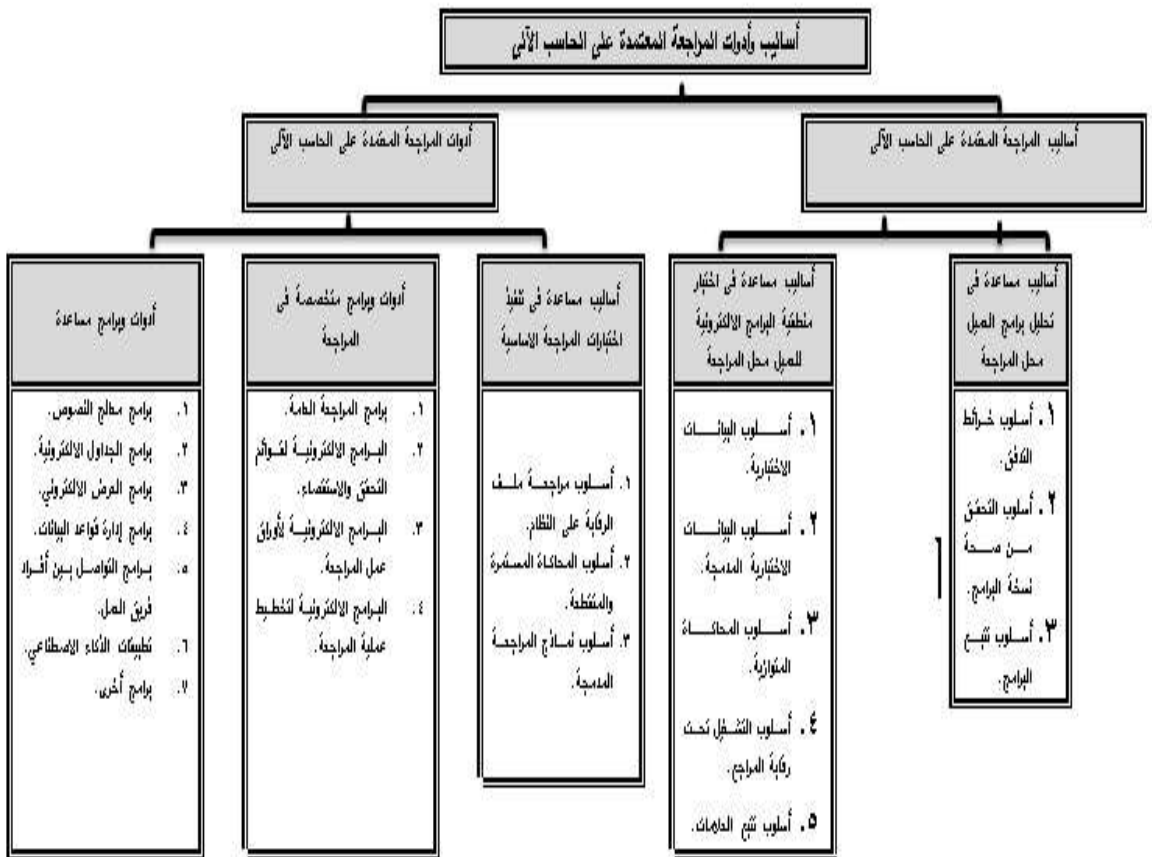 أساليب وأدوات المراجعة المعتمدة على الحاسب الآلى
أساليب المراجعة المعتمدة على الحاسب الآلى
أدوات المراجعة المعتمدة على الحاسب الآلى
أساليب مساعدة فى
تحليل برامج العميل
محل المراجعة
١. أسلوب خرائط
التدفق.
٢. أسلوب التحقق
من صحة
نسخة البرامج.
٣. أسلوب تتبع
البرامج.
أساليب مساعدة فى اختبار
منطقية البرامج الالكترونية
للعميل محل المراجعة
١. أسلوب البيانات
الاختبارية.
٢. أسلوب البيانات
الاختبارية المدمجة.
٣. أسلوب المحاكاة
المتوازية.
٤. أسلوب التشغيل تحت
رقابة المراجع.
٥. أسلوب تتبع العلامات.
أساليب مساعدة فى تنفيذ
اختبارات المراجعة الاساسية
١. أسلوب مراجعة ملف
الرقابة على النظام.
٢. أسلوب المحاكاة المستمرة
والمتقطعة.
٣. أسلوب نماذج المراجعة
المدمجة.
أدوات وبرامج متخصصة فى
المراجعة
١. برامج المراجعة العامة.
٢. البرامج الالكترونية لقوائم
التحقق والاستقصاء.
٣. البرامج الالكترونية لأوراق
عمل المراجعة.
٤. البرامج الالكترونية لتخطيط
عملية المراجعة.
أدوات وبرامج مساعدة
١. برامج معالج النصوص.
٢. برامج الجداول الالكترونية.
٣. برامج العرض الالكتروني.
٤. برامج إدارة قواعد البيانات.
٥. برامج التواصل بين أفراد
فريق العمل.
٦. تطبيقات الذكاء الاصطناعي.
٧. برامج أخرى.